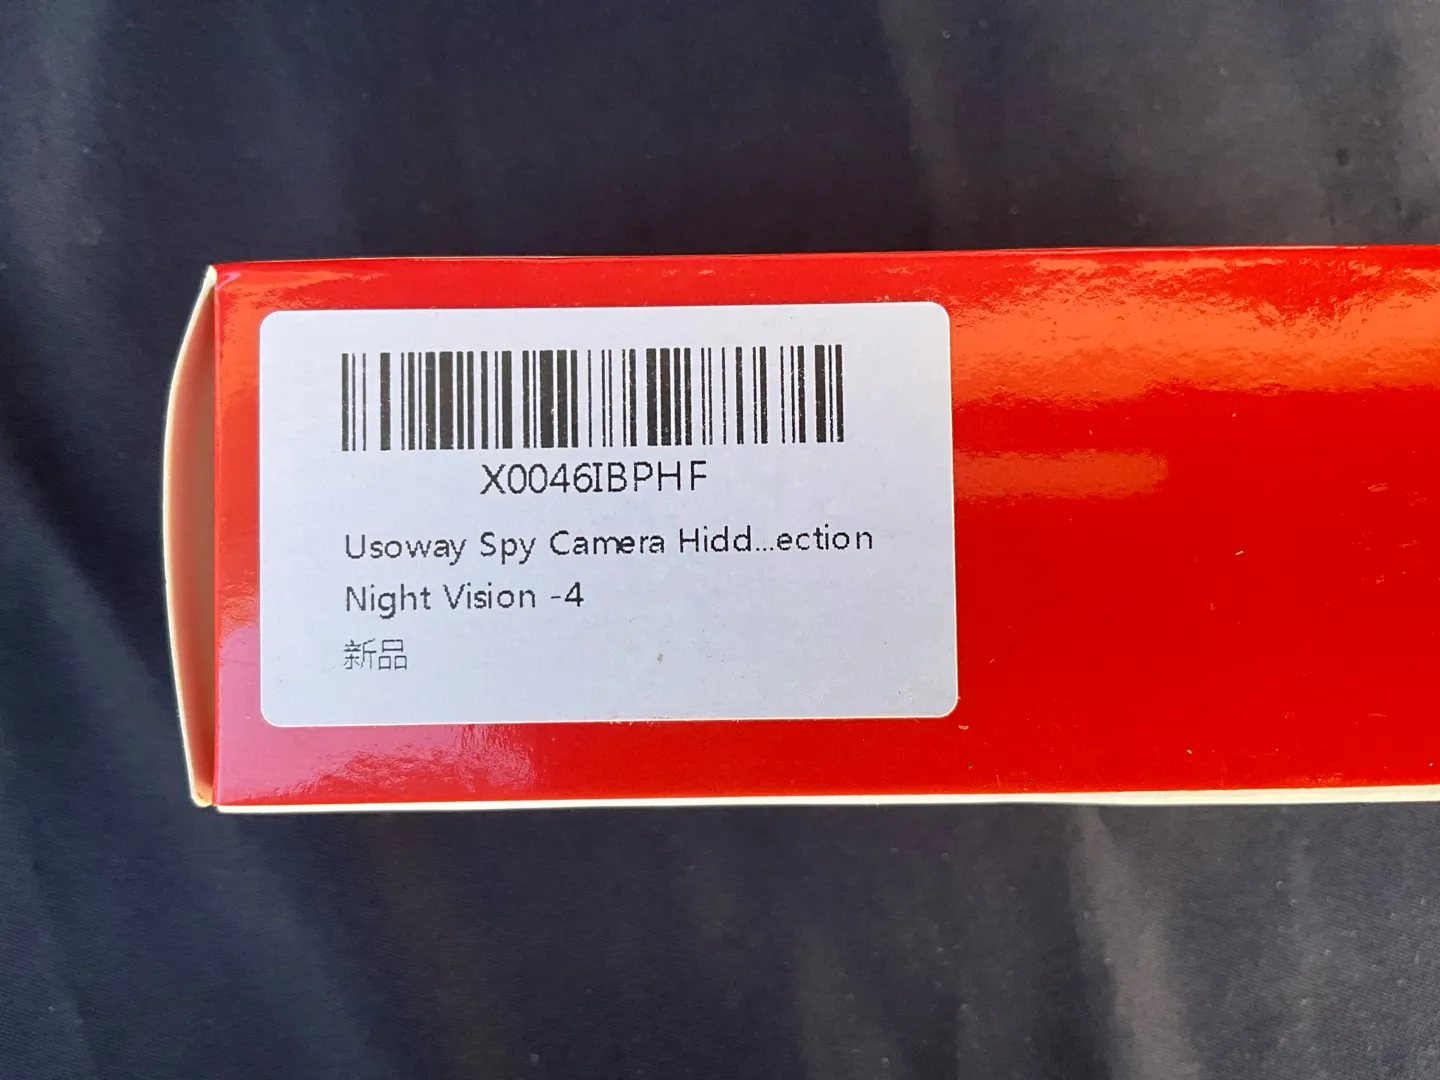 X0046IBPHF
Usoway Spy Camera Hidd...ection
Night Vision -4
新品